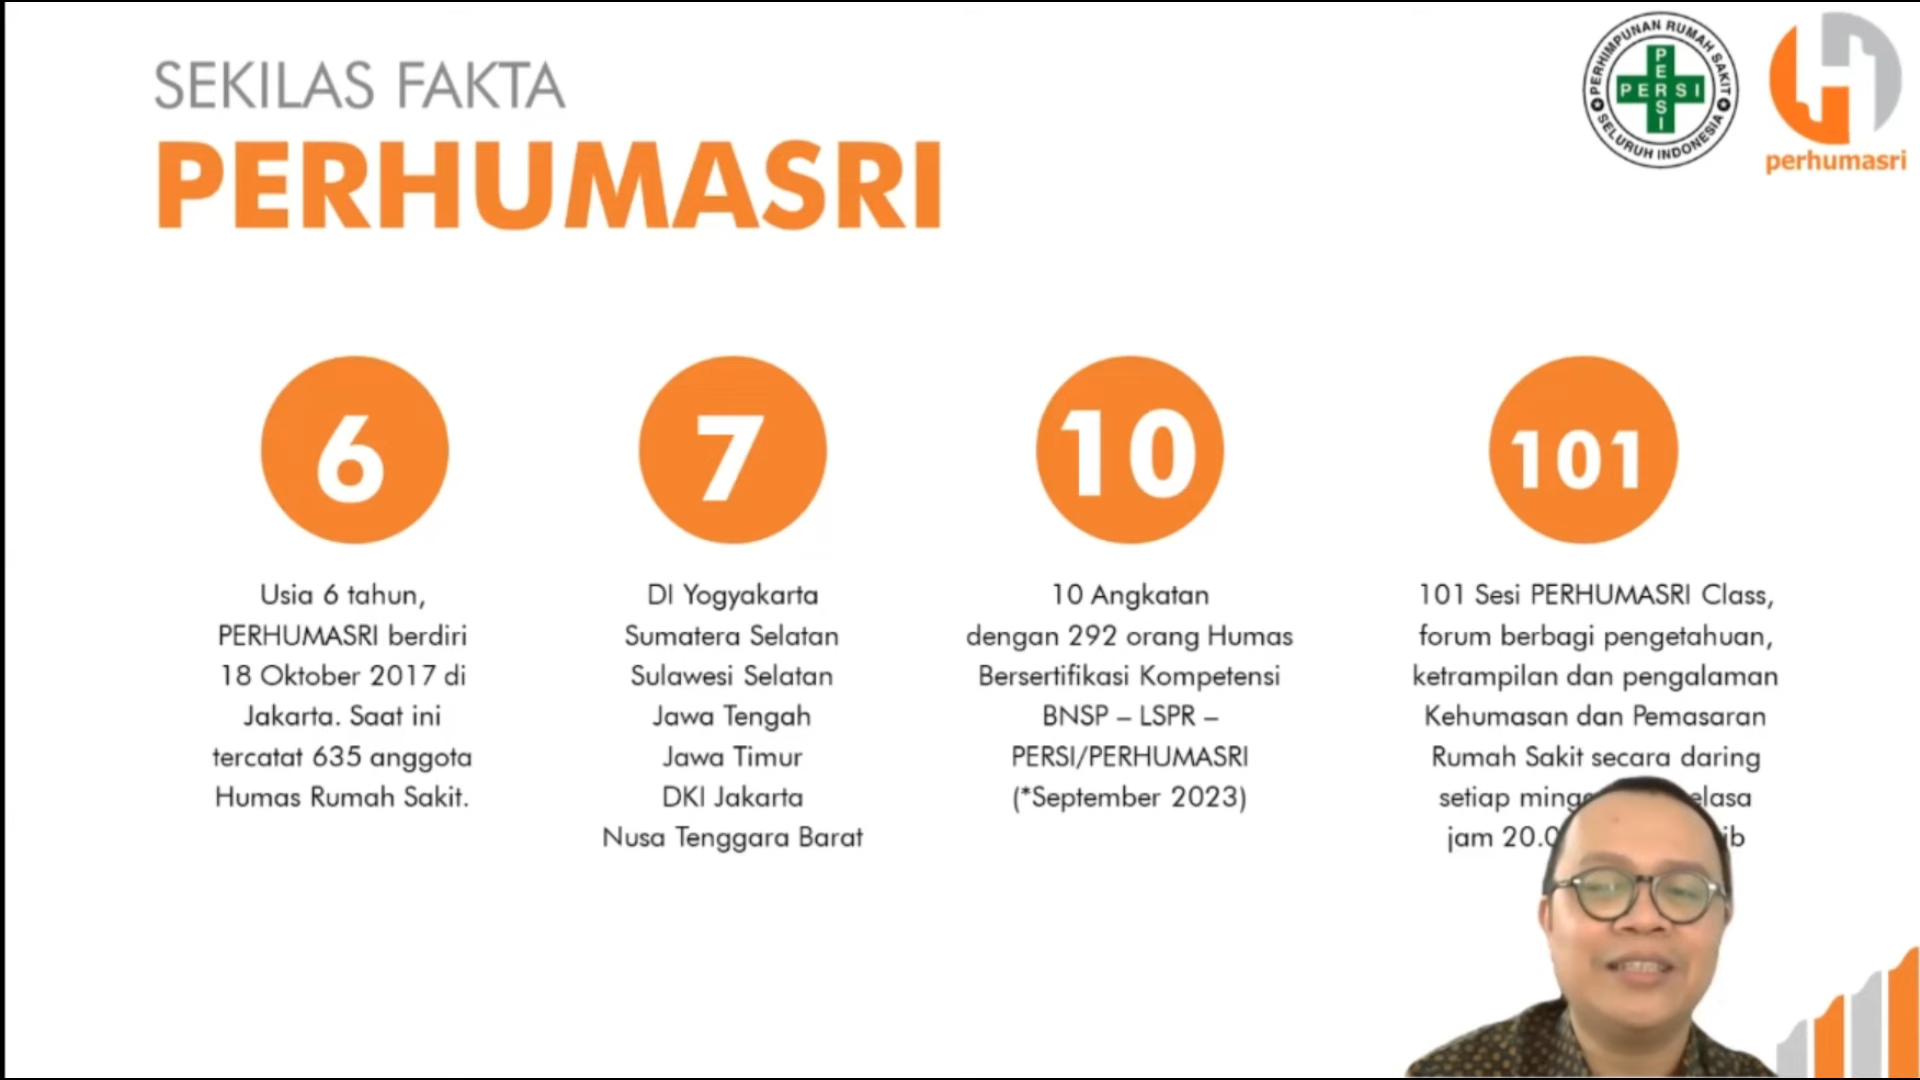 SEKILAS FAKTA
PERHUMASRI
PERHIMPUNAN RUMAH SAKIT
PERSI
PERSI
SELURUH INDONESIA
perhumasri
6
Usia 6 tahun,
PERHUMASRI berdiri
18 Oktober 2017 di
Jakarta. Saat ini
tercatat 635 anggota
Humas Rumah Sakit.
7
DI Yogyakarta
Sumatera Selatan
Sulawesi Selatan
Jawa Tengah
Jawa Timur
DKI Jakarta
Nusa Tenggara Barat
10
10 Angkatan
dengan 292 orang Humas
Bersertifikasi Kompetensi
BNSP – LSPR –
PERSI/PERHUMASRI
(*September 2023)
101
101 Sesi PERHUMASRI Class,
forum berbagi pengetahuan,
ketrampilan dan pengalaman
Kehumasan dan Pemasaran
Rumah Sakit secara daring
setiap
jam